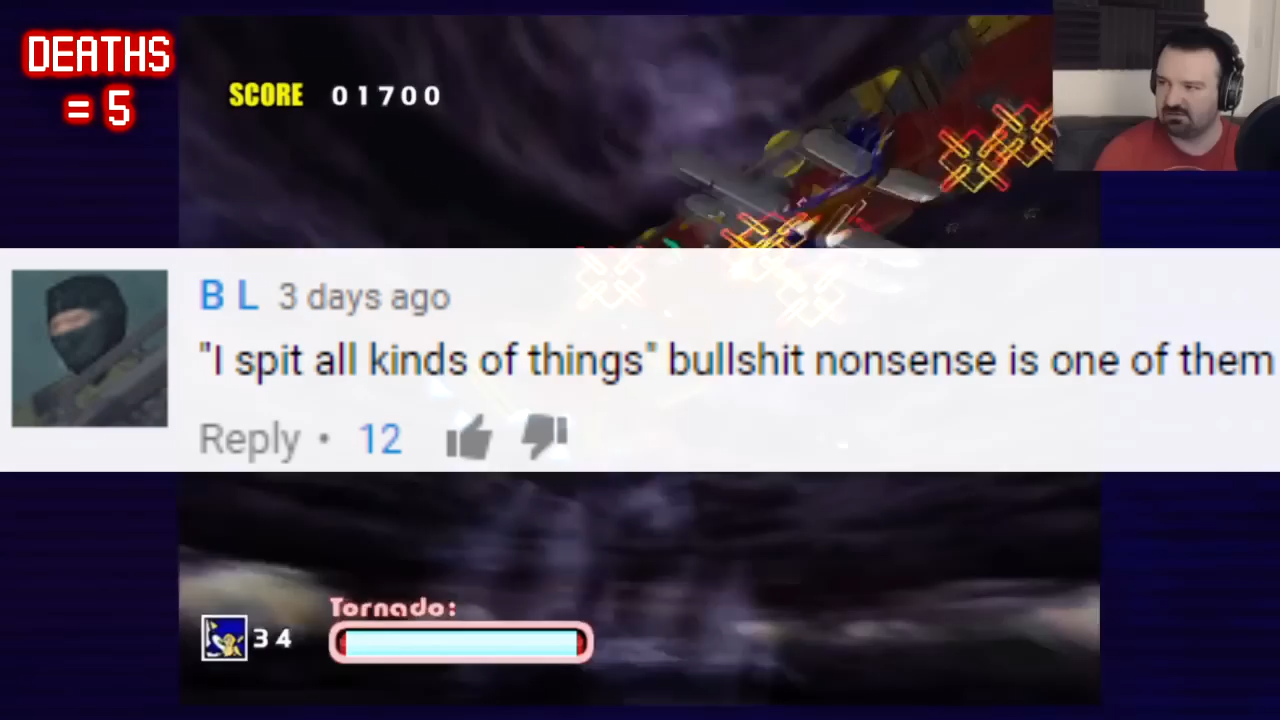 DEATHS
= 5
SCORE 01700
B L 3 days ago
"I spit all kinds of things" bullshit nonsense is one of them
Reply • 12
Tornado:
34